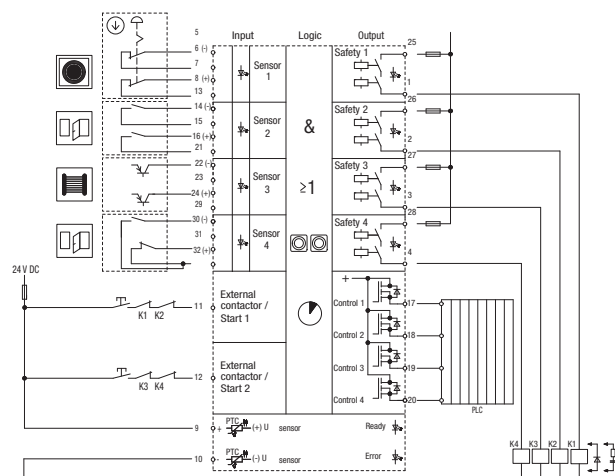 Input Logic Output
5
6 (-)
7
8 (+)
13
14 (-)
15
16 (+)
21
22 (-)
23
24 (+)
29
30 (-)
31
32 (+)
Sensor
1
Sensor
2
Sensor
3
Sensor
4
&
≥1
Safety 1
Safety 2
Safety 3
Safety 4
25
1
26
2
27
3
28
4
24 V DC
K1 K2
11
External
contactor /
Start 1
K3 K4
12
External
contactor /
Start 2
+
Control 1
Control 2
Control 3
Control 4
17
18
19
20
PLC
9 + PTC (+) U sensor
10 - PTC (-) U sensor
Ready
Error
K4 K3 K2 K1